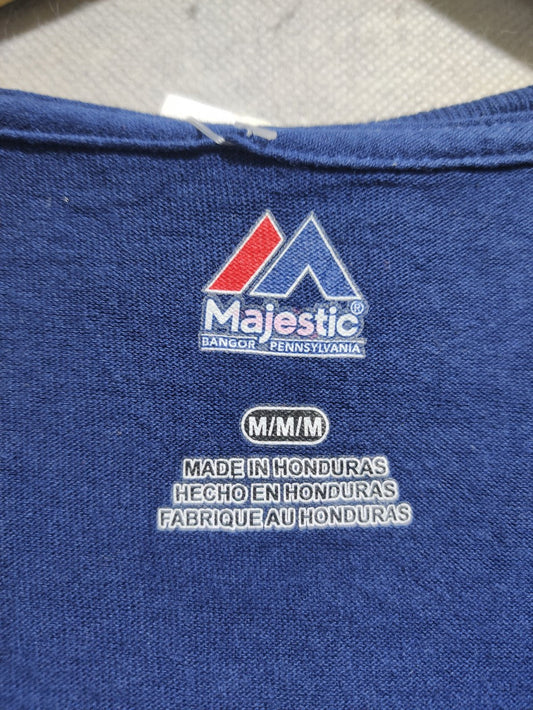 Majestic®
BANGOR PENNSYLVANIA
M/M/M
MADE IN HONDURAS
HECHO EN HONDURAS
FABRIQUE AU HONDURAS